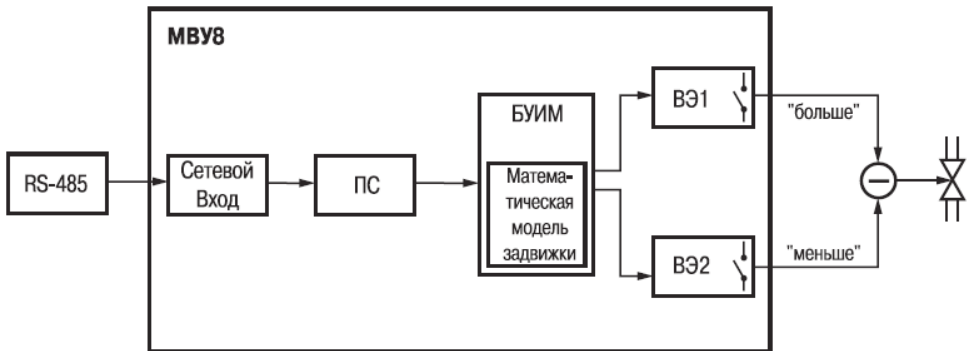 МВУ8
RS-485
Сетевой
Вход
ПС
БУИМ
Матема-
тическая
модель
задвижки
ВЭ1
ВЭ2
"больше"
"меньше"